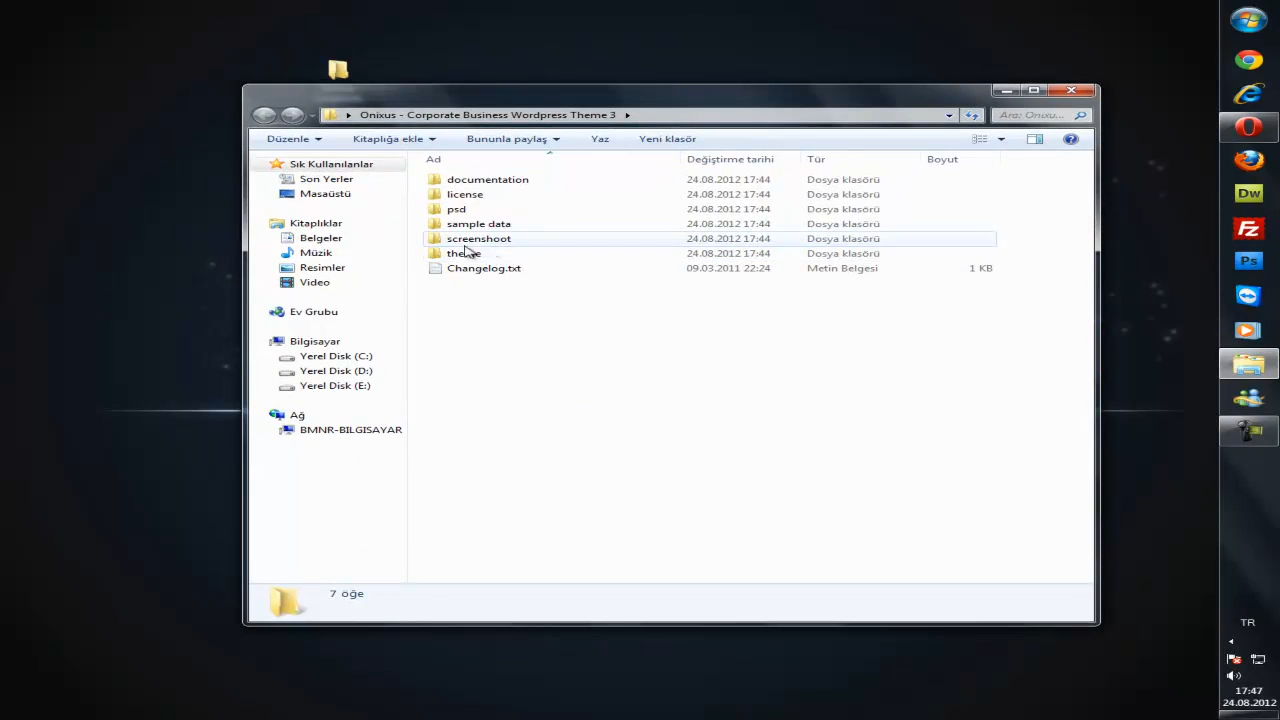 Onixus - Corporate Business Wordpress Theme 3
Ara: Onixus...
Düzenle
Kitaplığa ekle
Bununla paylaş
Yaz
Yeni klasör
Sık Kullanılanlar
Son Yerler
Masaüstü
Kitaplıklar
Belgeler
Müzik
Resimler
Video
Ev Grubu
Bilgisayar
Yerel Disk (C:)
Yerel Disk (D:)
Yerel Disk (E:)
Ağ
BMNR-BILGISAYAR
Ad Değiştirme tarihi Tür Boyut
documentation 24.08.2012 17:44 Dosya klasörü
license 24.08.2012 17:44 Dosya klasörü
psd 24.08.2012 17:44 Dosya klasörü
sample data 24.08.2012 17:44 Dosya klasörü
screenshoot 24.08.2012 17:44 Dosya klasörü
theme 24.08.2012 17:44 Dosya klasörü
Changelog.txt 09.03.2011 22:24 Metin Belgesi 1 KB
7 öğe
Dw
Fz
Ps
TR
17:47
24.08.2012